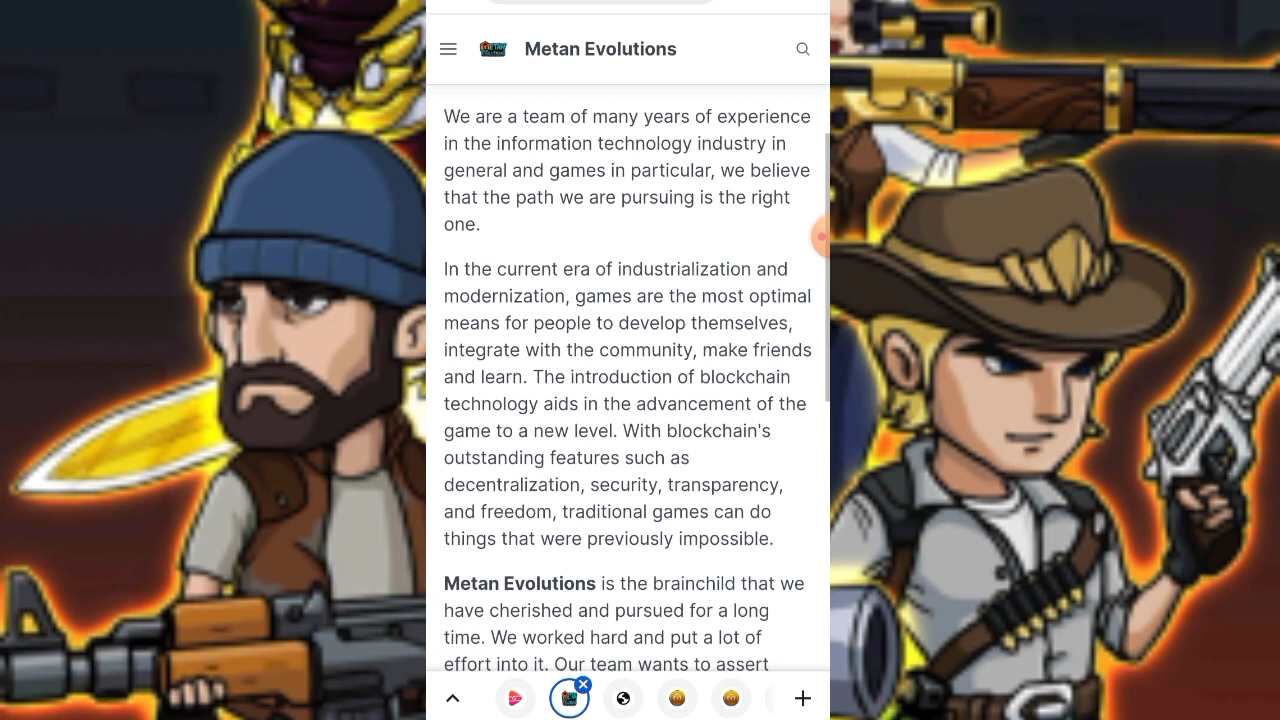 Metan Evolutions
We are a team of many years of experience
in the information technology industry in
general and games in particular, we believe
that the path we are pursuing is the right
one.
In the current era of industrialization and
modernization, games are the most optimal
means for people to develop themselves,
integrate with the community, make friends
and learn. The introduction of blockchain
technology aids in the advancement of the
game to a new level. With blockchain's
outstanding features such as
decentralization, security, transparency,
and freedom, traditional games can do
things that were previously impossible.
Metan Evolutions is the brainchild that we
have cherished and pursued for a long
time. We worked hard and put a lot of
effort into it. Our team wants to assert